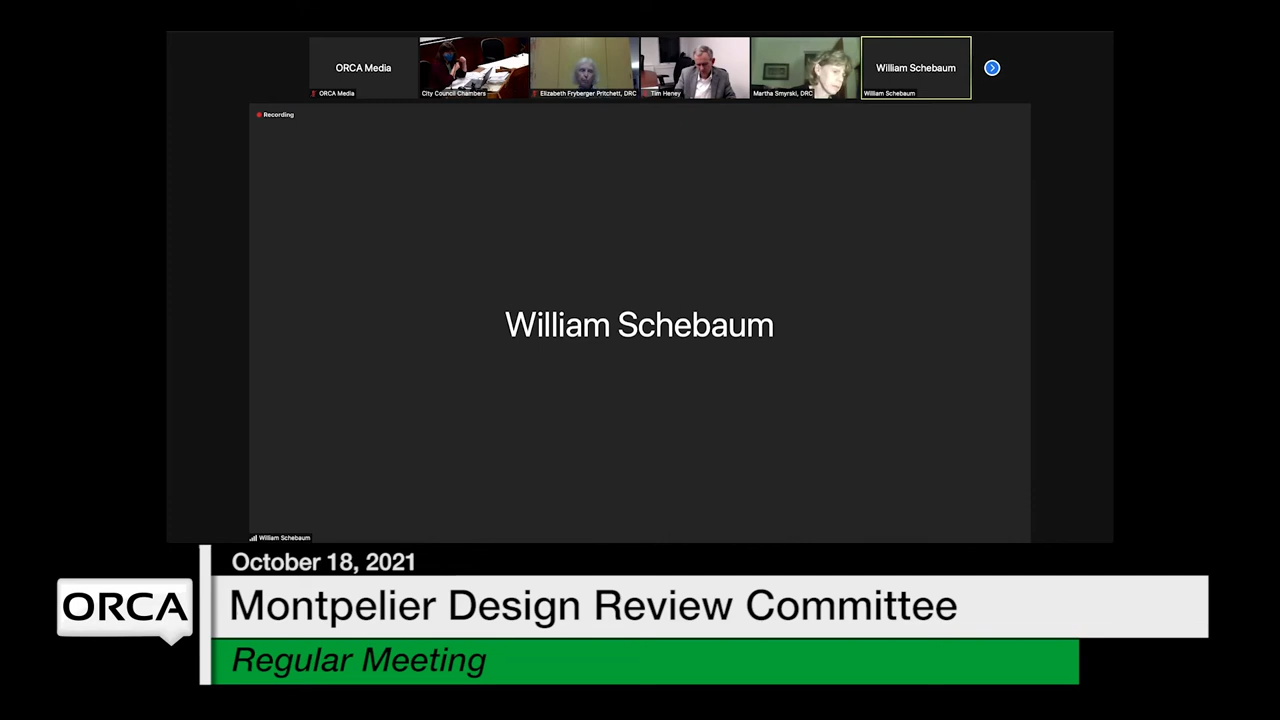 ORCA Media
William Schebaum
ORCA Media
City Council Chambers
Elizabeth Fryberger Pritchett, DRC
Tim Heney
Martha Smyrski, DRC
William Schebaum
Recording
William Schebaum
William Schebaum
October 18, 2021
ORCA
Montpelier Design Review Committee
Regular Meeting